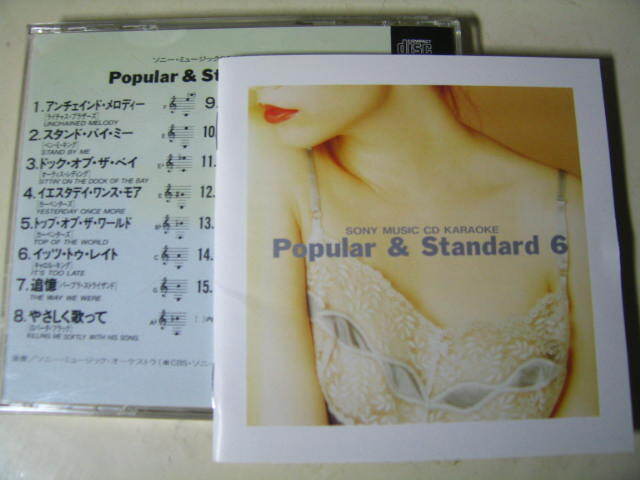 ソニー・ミュージック
COMPACT
disc
Popular & Stand
1. アンチェインド・メロディー
[ライチャス・ブラザーズ]
UNCHAINED MELODY
9.
2. スタンド・バイ・ミー
[ベン・E・キング]
STAND BY ME
10.
3. ドック・オブ・ザ・ベイ
[オーティス・レディング]
SITTIN' ON THE DOCK OF THE BAY
11.
4. イエスタデイ・ワンス・モア
[カーペンターズ]
YESTERDAY ONCE MORE
12.
5. トップ・オブ・ザ・ワールド
[カーペンターズ]
TOP OF THE WORLD
13.
6. イッツ・トゥ・レイト
[キャロル・キング]
IT'S TOO LATE
14.
7. 追憶 [バーブラ・ストライザンド]
THE WAY WE WERE
15.
8. やさしく歌って
[ロバータ・フラック]
KILLING ME SOFTLY WITH HIS SONG
演奏/ソニー・ミュージック・オーケストラ(※CBS・ソニ
SONY MUSIC CD KARAOKE
Popular & Standard 6